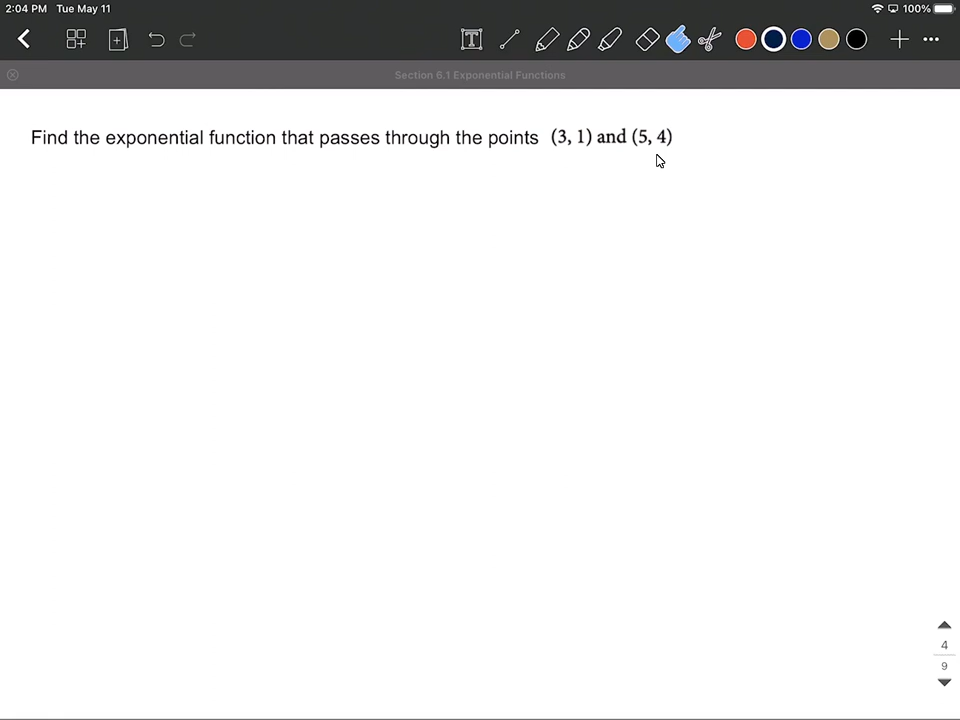 2:04 PM Tue May 11 100%
T
Section 6.1 Exponential Functions
Find the exponential function that passes through the points (3, 1) and (5, 4)
4
9